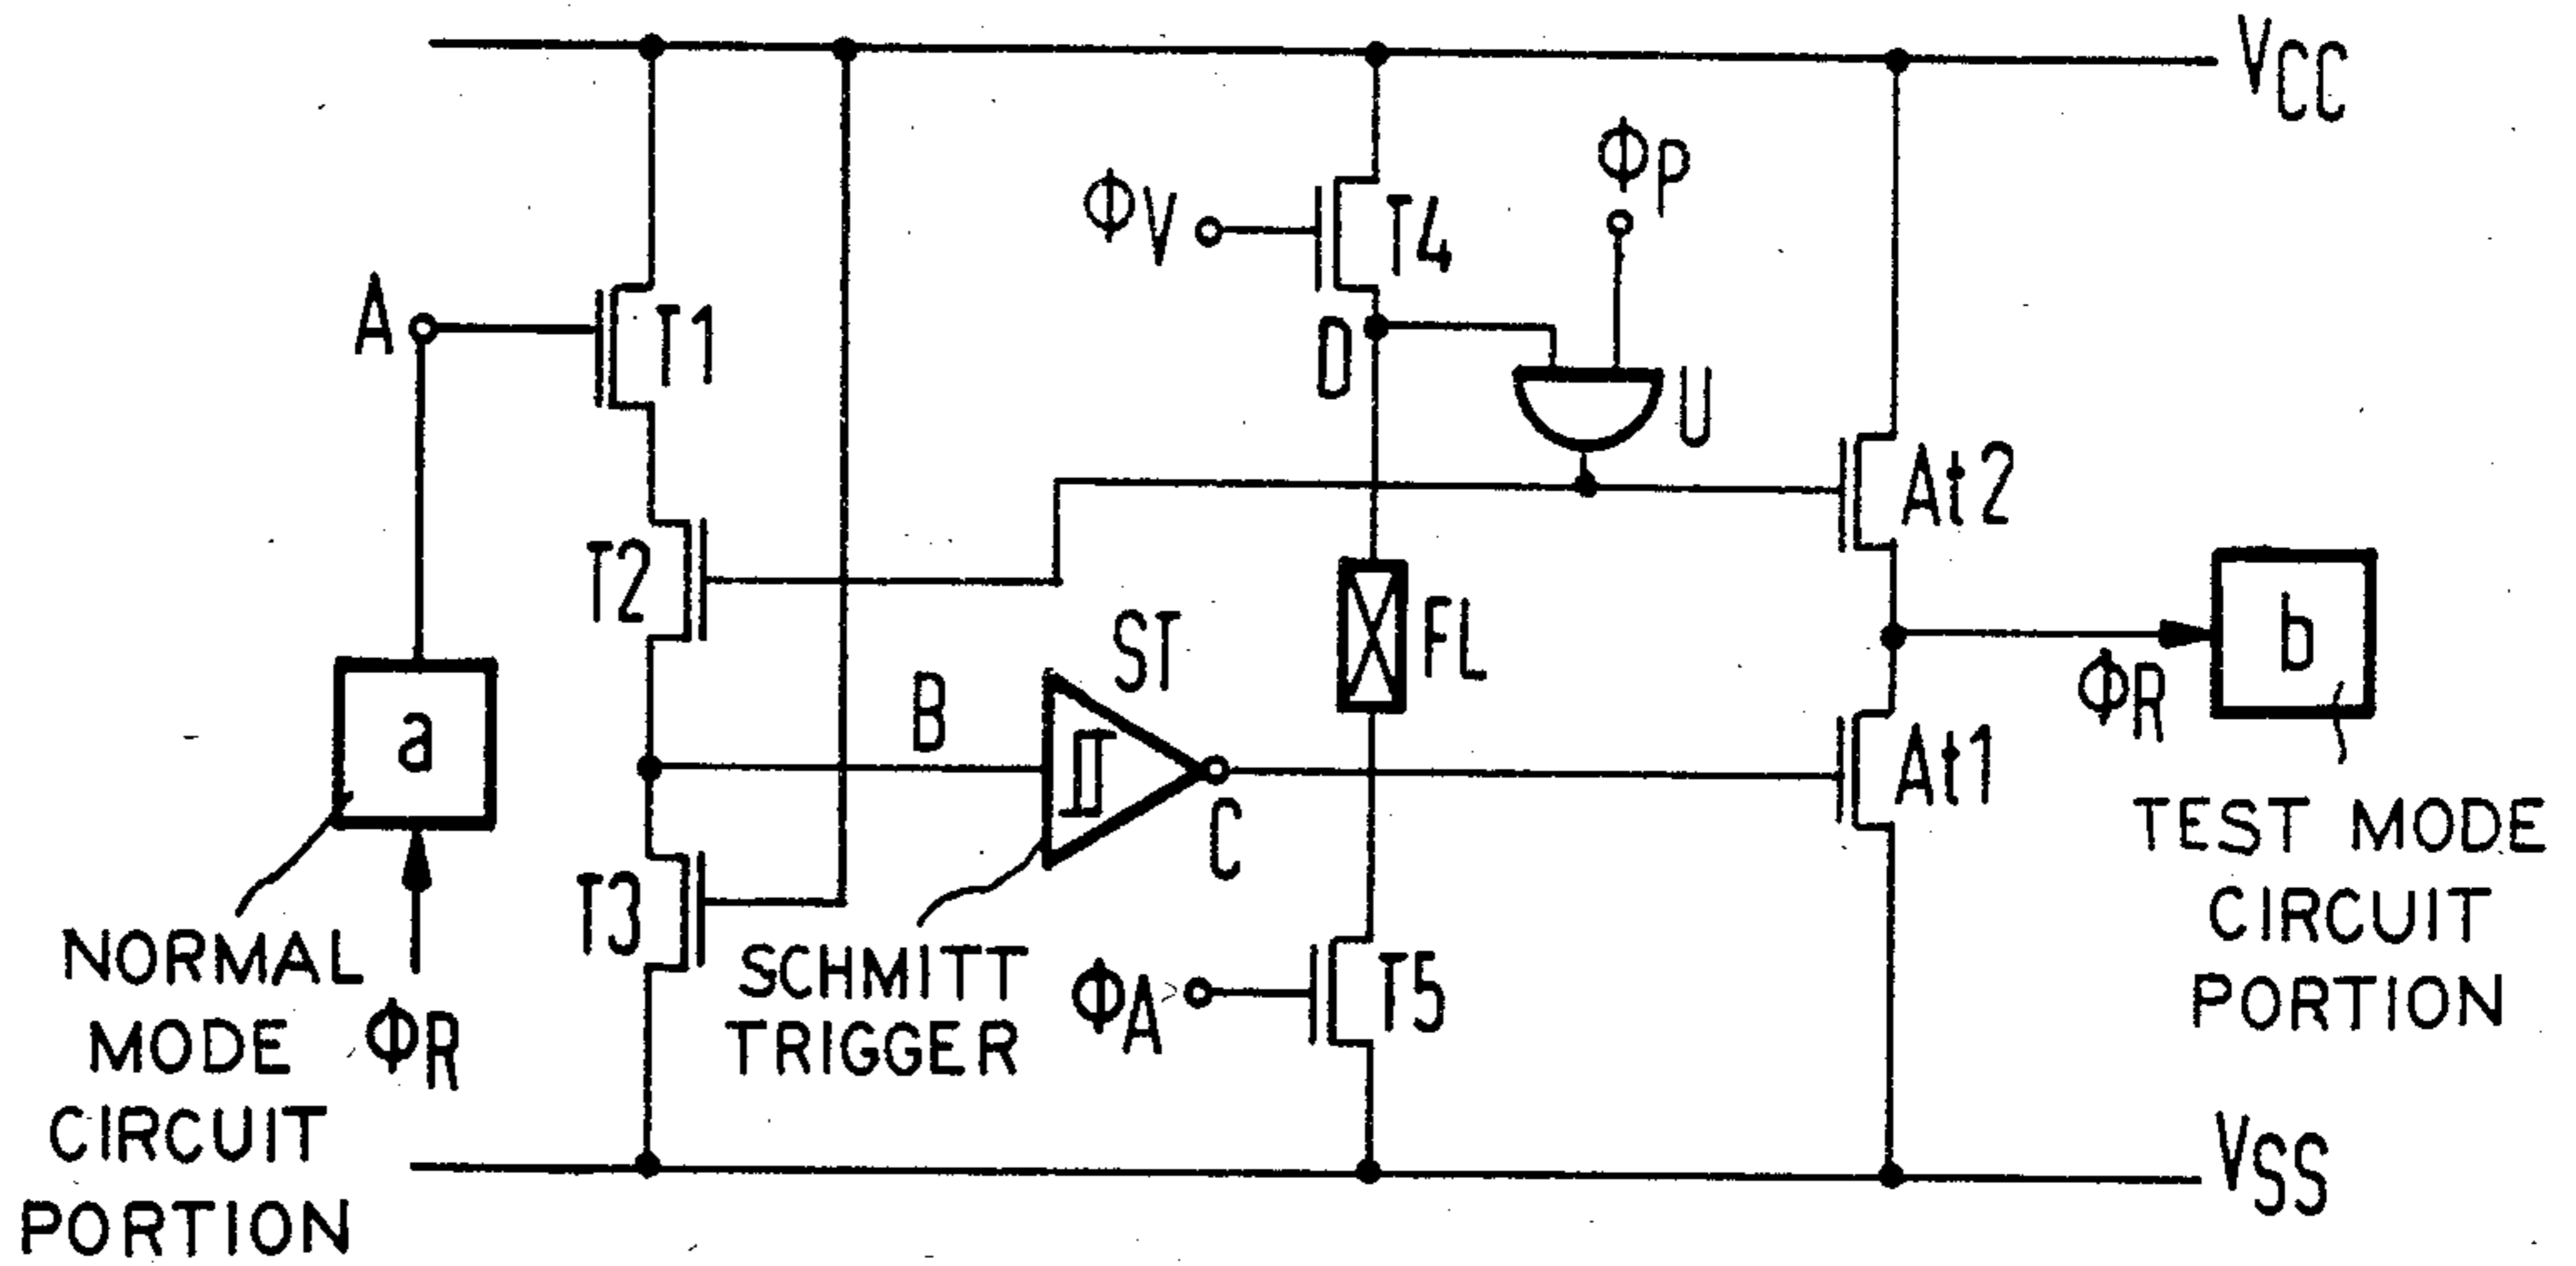 VCC
ΦP
ΦV
T4
A
T1
D
U
At2
T2
ST
FL
b
B
ΦR
a
At1
C
TEST MODE
CIRCUIT
PORTION
T3
NORMAL
MODE
CIRCUIT
PORTION
ΦR
SCHMITT
TRIGGER
ΦA
T5
VSS